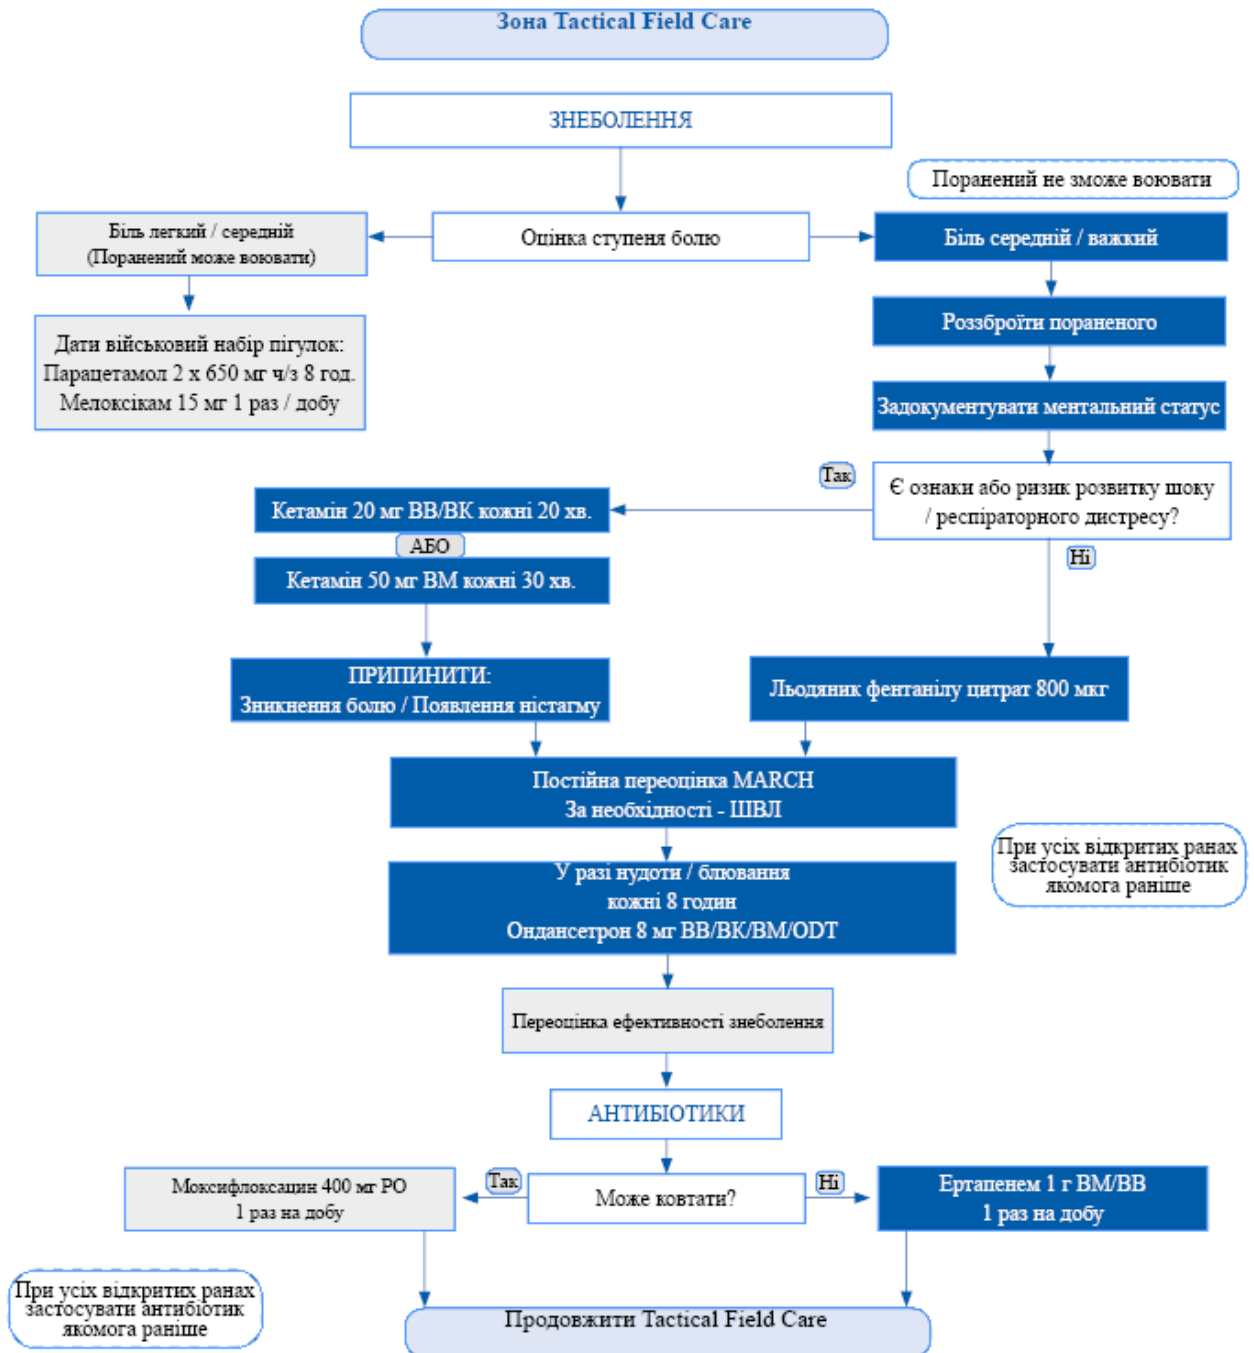 Зона Tactical Field Care
ЗНЕБОЛЕННЯ
Поранений не зможе воювати
Біль легкий / середній
(Поранений може воювати)
Оцінка ступеня болю
Біль середній / важкий
Роззброїти пораненого
Дати військовий набір пігулок:
Парацетамол 2 х 650 мг ч/з 8 год.
Мелоксікам 15 мг 1 раз / добу
Задокументувати ментальний статус
Так
Є ознаки або ризик розвитку шоку
/ респіраторного дистресу?
Кетамін 20 мг ВВ/ВК кожні 20 хв.
АБО
Кетамін 50 мг ВМ кожні 30 хв.
Ні
ПРИПИНИТИ:
Зникнення болю / Появлення ністагму
Льодяник фентанілу цитрат 800 мкг
Постійна переоцінка MARCH
За необхідності - ШВЛ
При усіх відкритих ранах
застосувати антибіотик
якомога раніше
У разі нудоти / блювання
кожні 8 годин
Ондансетрон 8 мг ВВ/ВК/ВМ/ODT
Переоцінка ефективності знеболення
АНТИБІОТИКИ
Моксифлоксацин 400 мг РО
1 раз на добу
Так
Може ковтати?
Ні
Ертапенем 1 г ВМ/ВВ
1 раз на добу
При усіх відкритих ранах
застосувати антибіотик
якомога раніше
Продовжити Tactical Field Care